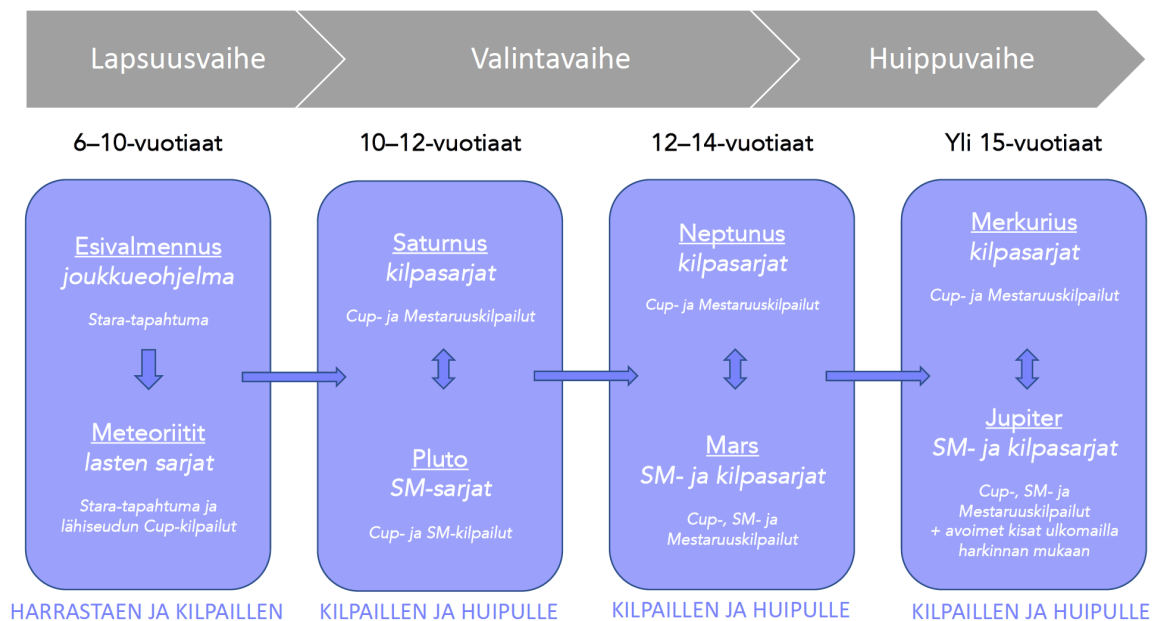 Lapsuusvaihe
Valintavaihe
Huippuvaihe
6–10-vuotiaat
10–12-vuotiaat
12–14-vuotiaat
Yli 15-vuotiaat
Esivalmennus
joukkueohjelma
Stara-tapahtuma
Meteoriitit
lasten sarjat
Stara-tapahtuma ja
lähiseudun Cup-kilpailut
Saturnus
kilpasarjat
Cup- ja Mestaruuskilpailut
Pluto
SM-sarjat
Cup- ja SM-kilpailut
Neptunus
kilpasarjat
Cup- ja Mestaruuskilpailut
Mars
SM- ja kilpasarjat
Cup-, SM- ja
Mestaruuskilpailut
Merkurius
kilpasarjat
Cup- ja Mestaruuskilpailut
Jupiter
SM- ja kilpasarjat
Cup-, SM- ja
Mestaruuskilpailut
+ avoimet kisat ulkomailla
harkinnan mukaan
HARRASTAEN JA KILPAILLEN
KILPAILLEN JA HUIPULLE
KILPAILLEN JA HUIPULLE
KILPAILLEN JA HUIPULLE